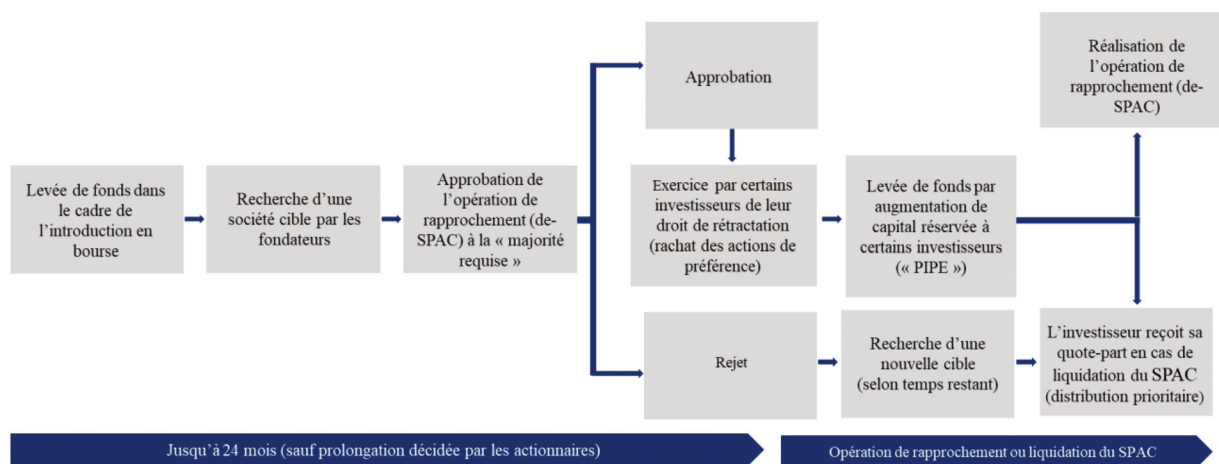 Levée de fonds dans
le cadre de
l'introduction en
bourse
Recherche d'une
société cible par les
fondateurs
Approbation de
l'opération de
rapprochement (de-
SPAC) à la « majorité
requise »
Approbation
Exercice par certains
investisseurs de leur
droit de rétractation
(rachat des actions de
préférence)
Levée de fonds par
augmentation de
capital réservée à
certains investisseurs
(« PIPE »)
Réalisation de
l'opération de
rapprochement (de-
SPAC)
Rejet
Recherche d'une
nouvelle cible
(selon temps restant)
L'investisseur reçoit sa
quote-part en cas de
liquidation du SPAC
(distribution prioritaire)
Jusqu'à 24 mois (sauf prolongation décidée par les actionnaires)
Opération de rapprochement ou liquidation du SPAC